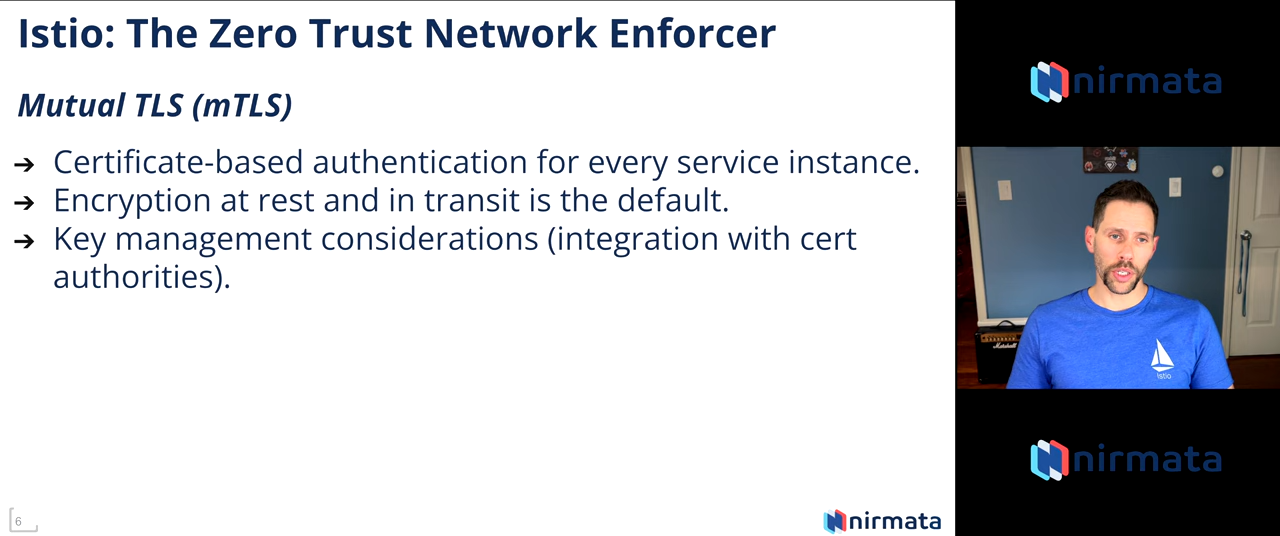 Istio: The Zero Trust Network Enforcer
Mutual TLS (mTLS)
➔ Certificate-based authentication for every service instance.
➔ Encryption at rest and in transit is the default.
➔ Key management considerations (integration with cert
authorities).
6
nirmata
nirmata
Marshall
Istio
nirmata